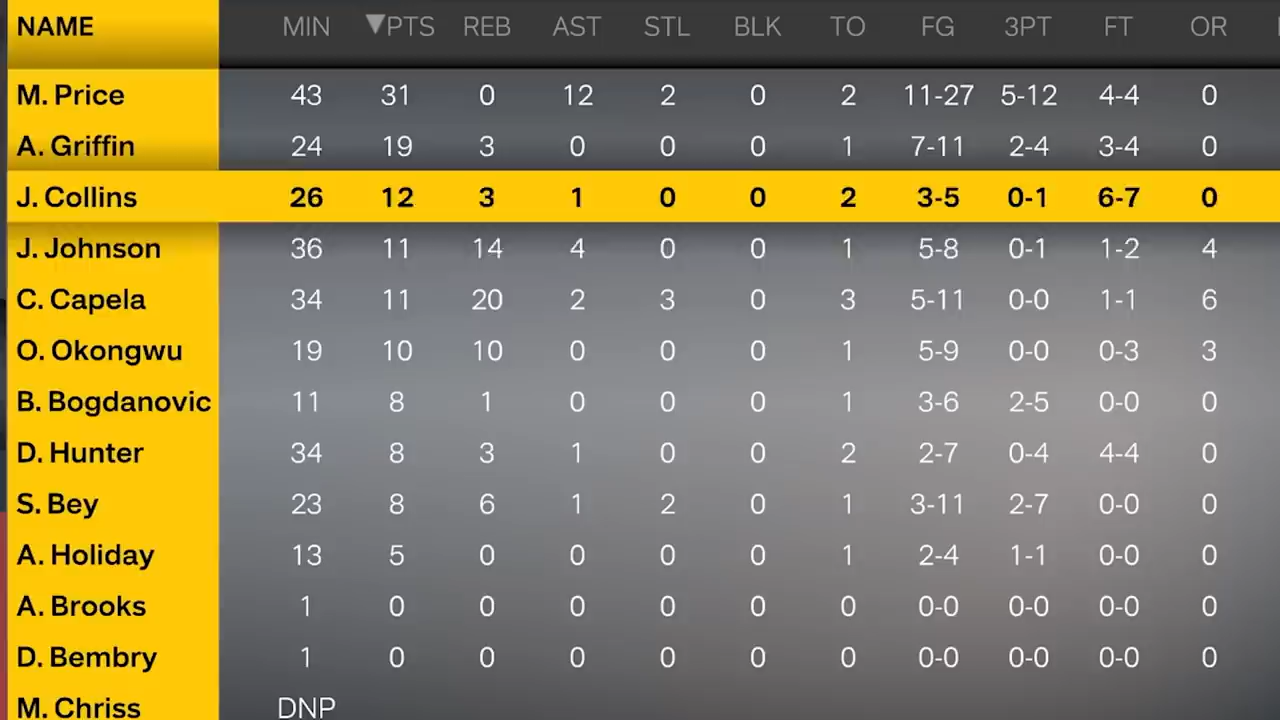 NAME MIN ▼PTS REB AST STL BLK TO FG 3PT FT OR
M. Price 43 31 0 12 2 0 2 11-27 5-12 4-4 0
A. Griffin 24 19 3 0 0 0 1 7-11 2-4 3-4 0
J. Collins 26 12 3 1 0 0 2 3-5 0-1 6-7 0
J. Johnson 36 11 14 4 0 0 1 5-8 0-1 1-2 4
C. Capela 34 11 20 2 3 0 3 5-11 0-0 1-1 6
O. Okongwu 19 10 10 0 0 0 1 5-9 0-0 0-3 3
B. Bogdanovic 11 8 1 0 0 0 1 3-6 2-5 0-0 0
D. Hunter 34 8 3 1 0 0 2 2-7 0-4 4-4 0
S. Bey 23 8 6 1 2 0 1 3-11 2-7 0-0 0
A. Holiday 13 5 0 0 0 0 1 2-4 1-1 0-0 0
A. Brooks 1 0 0 0 0 0 0 0-0 0-0 0-0 0
D. Bembry 1 0 0 0 0 0 0 0-0 0-0 0-0 0
M. Chriss DNP